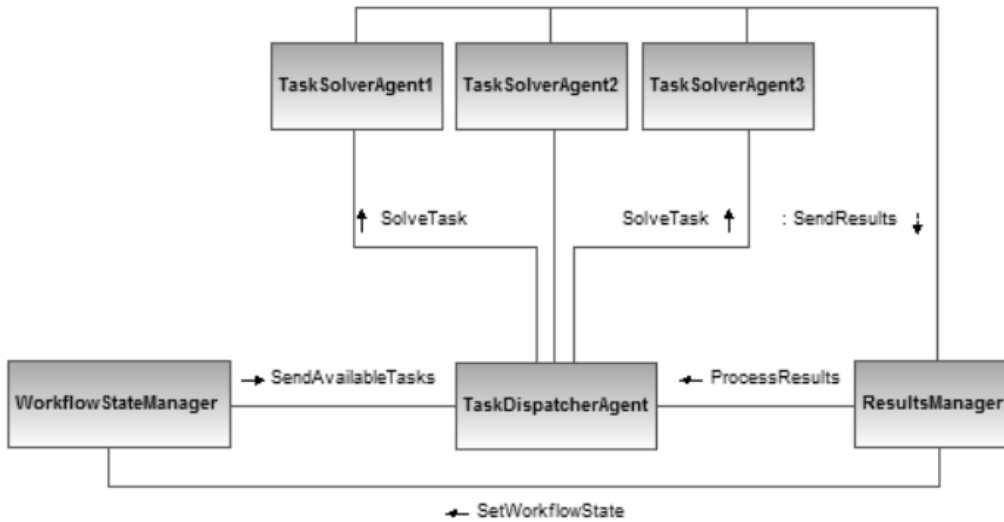 TaskSolverAgent1
TaskSolverAgent2
TaskSolverAgent3
SolveTask
SolveTask
: SendResults
SendAvailableTasks
ProcessResults
WorkflowStateManager
TaskDispatcherAgent
ResultsManager
SetWorkflowState